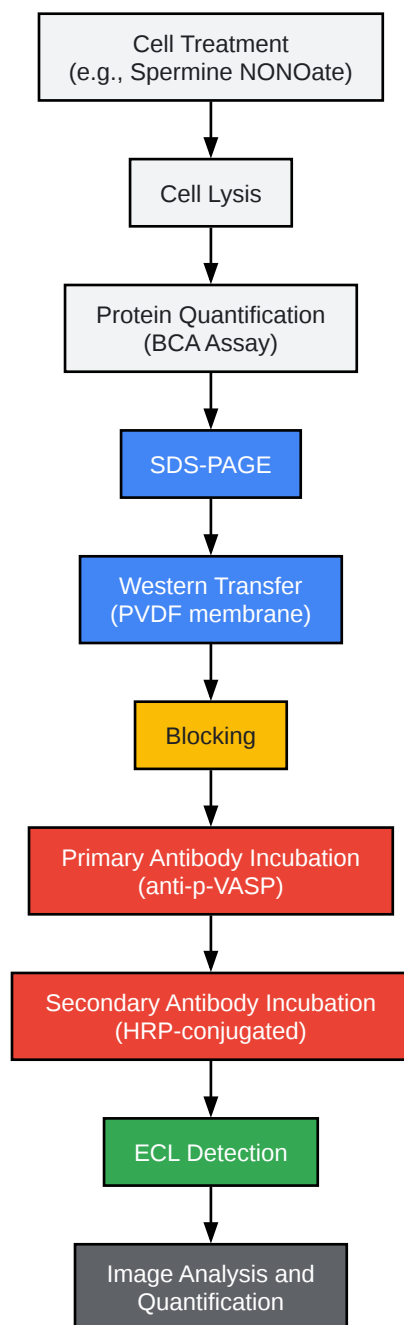 Cell Treatment
(e.g., Spermine NONOate)
Cell Lysis
Protein Quantification
(BCA Assay)
SDS-PAGE
Western Transfer
(PVDF membrane)
Blocking
Primary Antibody Incubation
(anti-p-VASP)
Secondary Antibody Incubation
(HRP-conjugated)
ECL Detection
Image Analysis and
Quantification